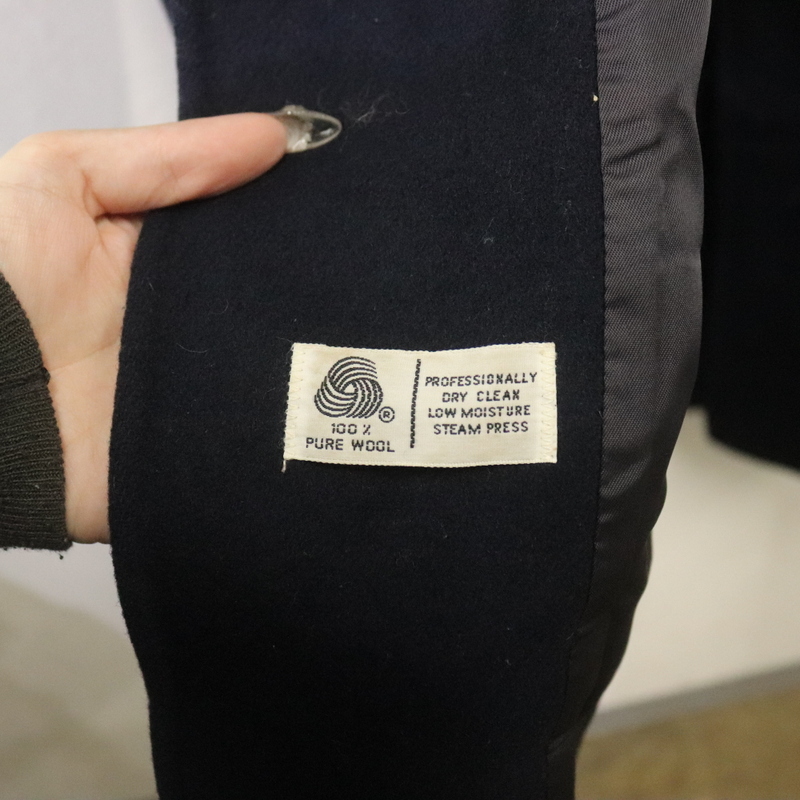 ®
100 %
PURE WOOL
PROFESSIONALLY
DRY CLEAN
LOW MOISTURE
STEAM PRESS